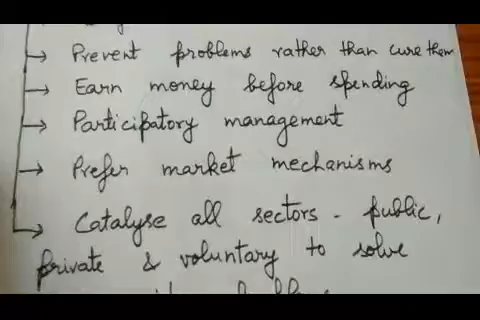 → Prevent problems rather than cure them
→ Earn money before spending
→ Participatory management
→ Prefer market mechanisms
→ Catalyse all sectors - public,
private & voluntary to solve